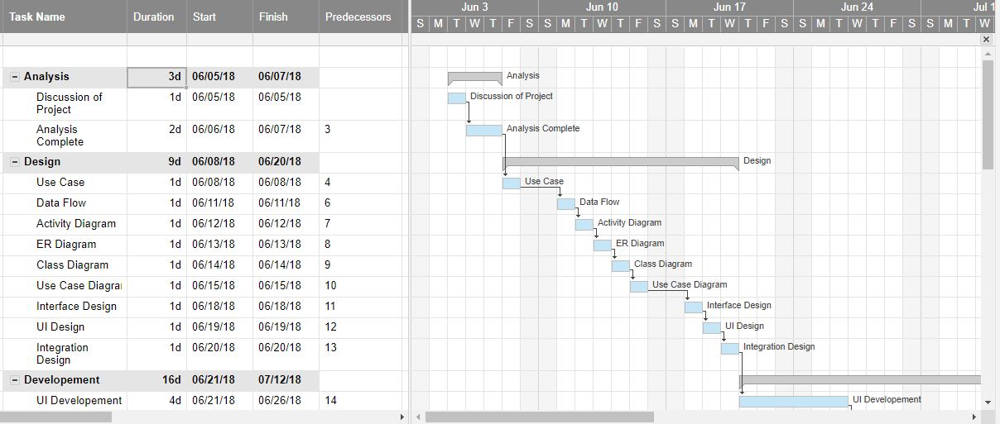 Task Name Duration Start Finish Predecessors
Jun 3 Jun 10 Jun 17 Jun 24 Jul 1
S M T W T F S S M T W T F S S M T W T F S S M T W T F S S M T W
Analysis 3d 06/05/18 06/07/18 Analysis
Discussion of Project 1d 06/05/18 06/05/18 Discussion of Project
Analysis Complete 2d 06/06/18 06/07/18 3 Analysis Complete
Design 9d 06/08/18 06/20/18 Design
Use Case 1d 06/08/18 06/08/18 4 Use Case
Data Flow 1d 06/11/18 06/11/18 6 Data Flow
Activity Diagram 1d 06/12/18 06/12/18 7 Activity Diagram
ER Diagram 1d 06/13/18 06/13/18 8 ER Diagram
Class Diagram 1d 06/14/18 06/14/18 9 Class Diagram
Use Case Diagrar 1d 06/15/18 06/15/18 10 Use Case Diagram
Interface Design 1d 06/18/18 06/18/18 11 Interface Design
UI Design 1d 06/19/18 06/19/18 12 UI Design
Integration Design 1d 06/20/18 06/20/18 13 Integration Design
Developement 16d 06/21/18 07/12/18
UI Developement 4d 06/21/18 06/26/18 14 UI Developement